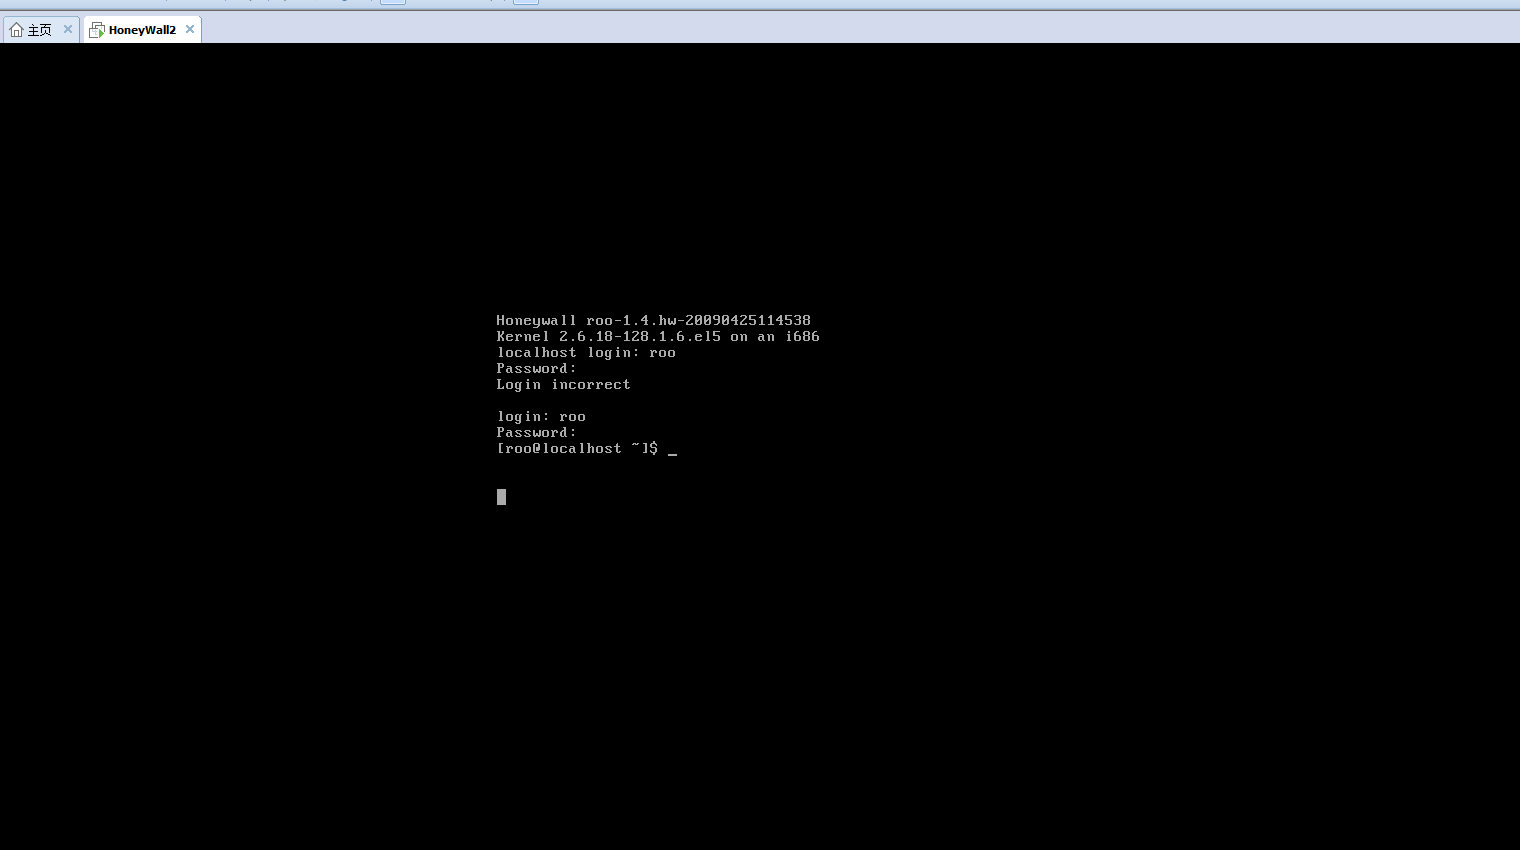 主页
HoneyWall2
Honeywall roo-1.4.hw-20090425114538
Kernel 2.6.18-128.1.6.el5 on an i686
localhost login: roo
Password:
Login incorrect
login: roo
Password:
[roo@localhost ~]$ _